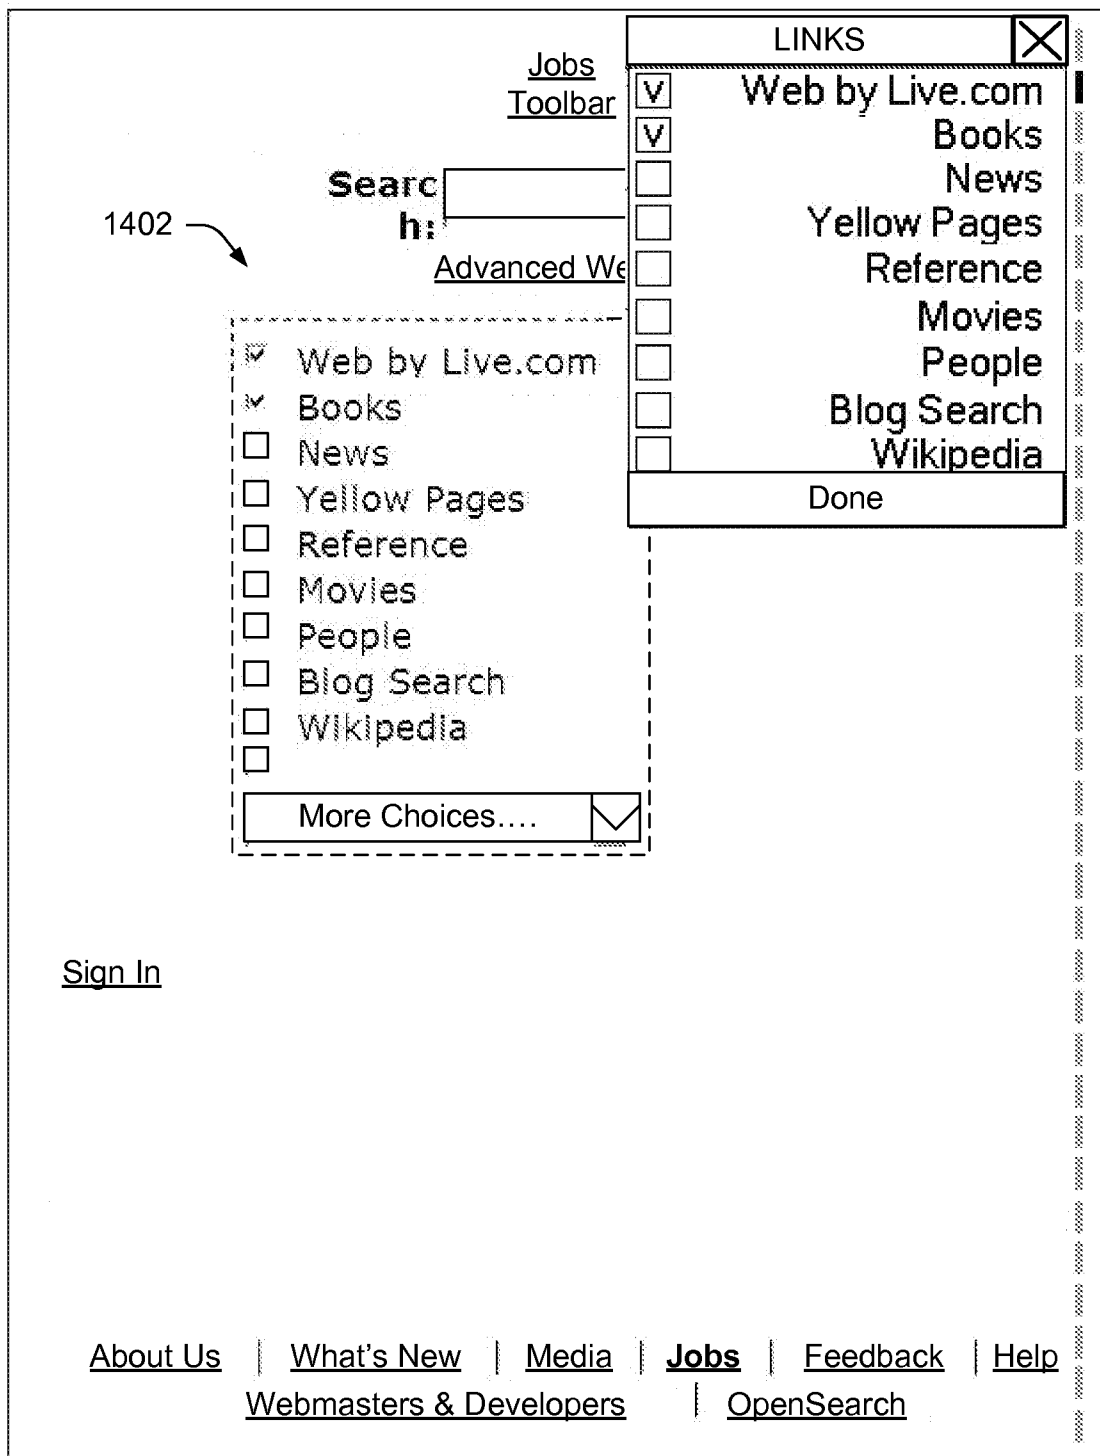 LINKS
Jobs
Toolbar
Web by Live.com
Books
News
Yellow Pages
Reference
Movies
People
Blog Search
Wikipedia
Done
Searc
h:
1402
Advanced We
Web by Live.com
Books
News
Yellow Pages
Reference
Movies
People
Blog Search
Wikipedia
More Choices....
Sign In
About Us | What's New | Media | Jobs | Feedback | Help
Webmasters & Developers | OpenSearch